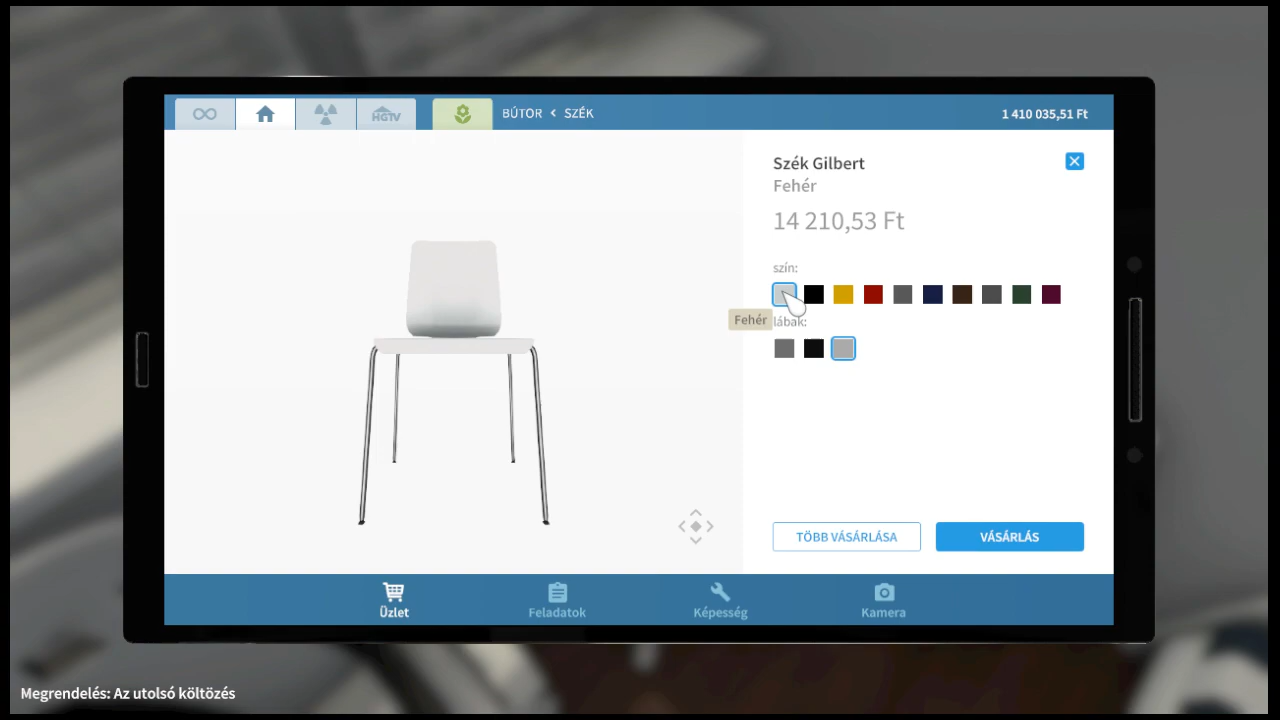 HGTV
BÚTOR < SZÉK
1 410 035,51 Ft
Szék Gilbert
Fehér
14 210,53 Ft
szín:
Fehér
lábak:
TÖBB VÁSÁRLÁSA
VÁSÁRLÁS
Üzlet
Feladatok
Képesség
Kamera
Megrendelés: Az utolsó költözés